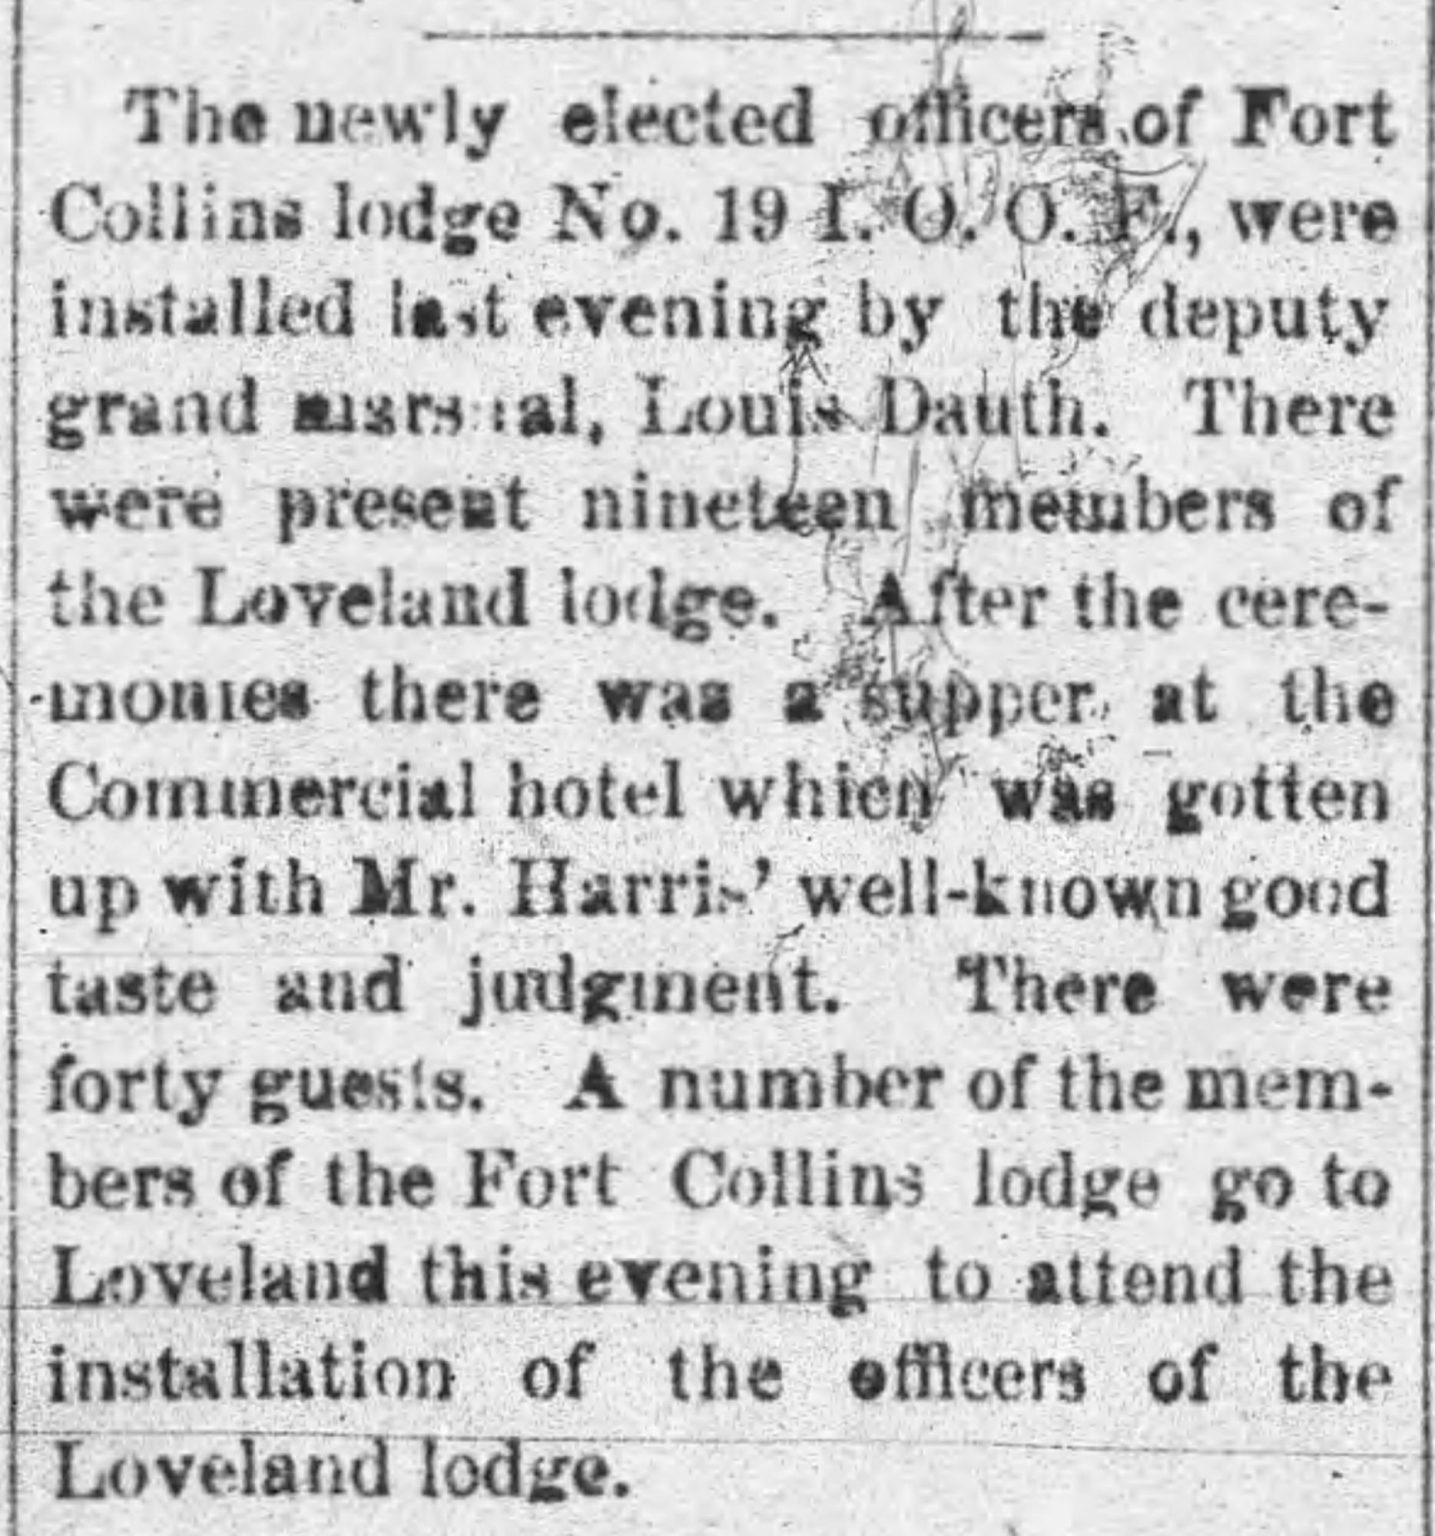 The newly elected officers of Fort
Collins lodge No. 19 I. O. O. F., were
installed last evening by the deputy
grand marshal, Louis Dauth. There
were present nineteen members of
the Loveland lodge. After the cere-
monies there was a supper at the
Commercial hotel which was gotten
up with Mr. Harris' well-known good
taste and judgment. There were
forty guests. A number of the mem-
bers of the Fort Collins lodge go to
Loveland this evening to attend the
installation of the officers of the
Loveland lodge.